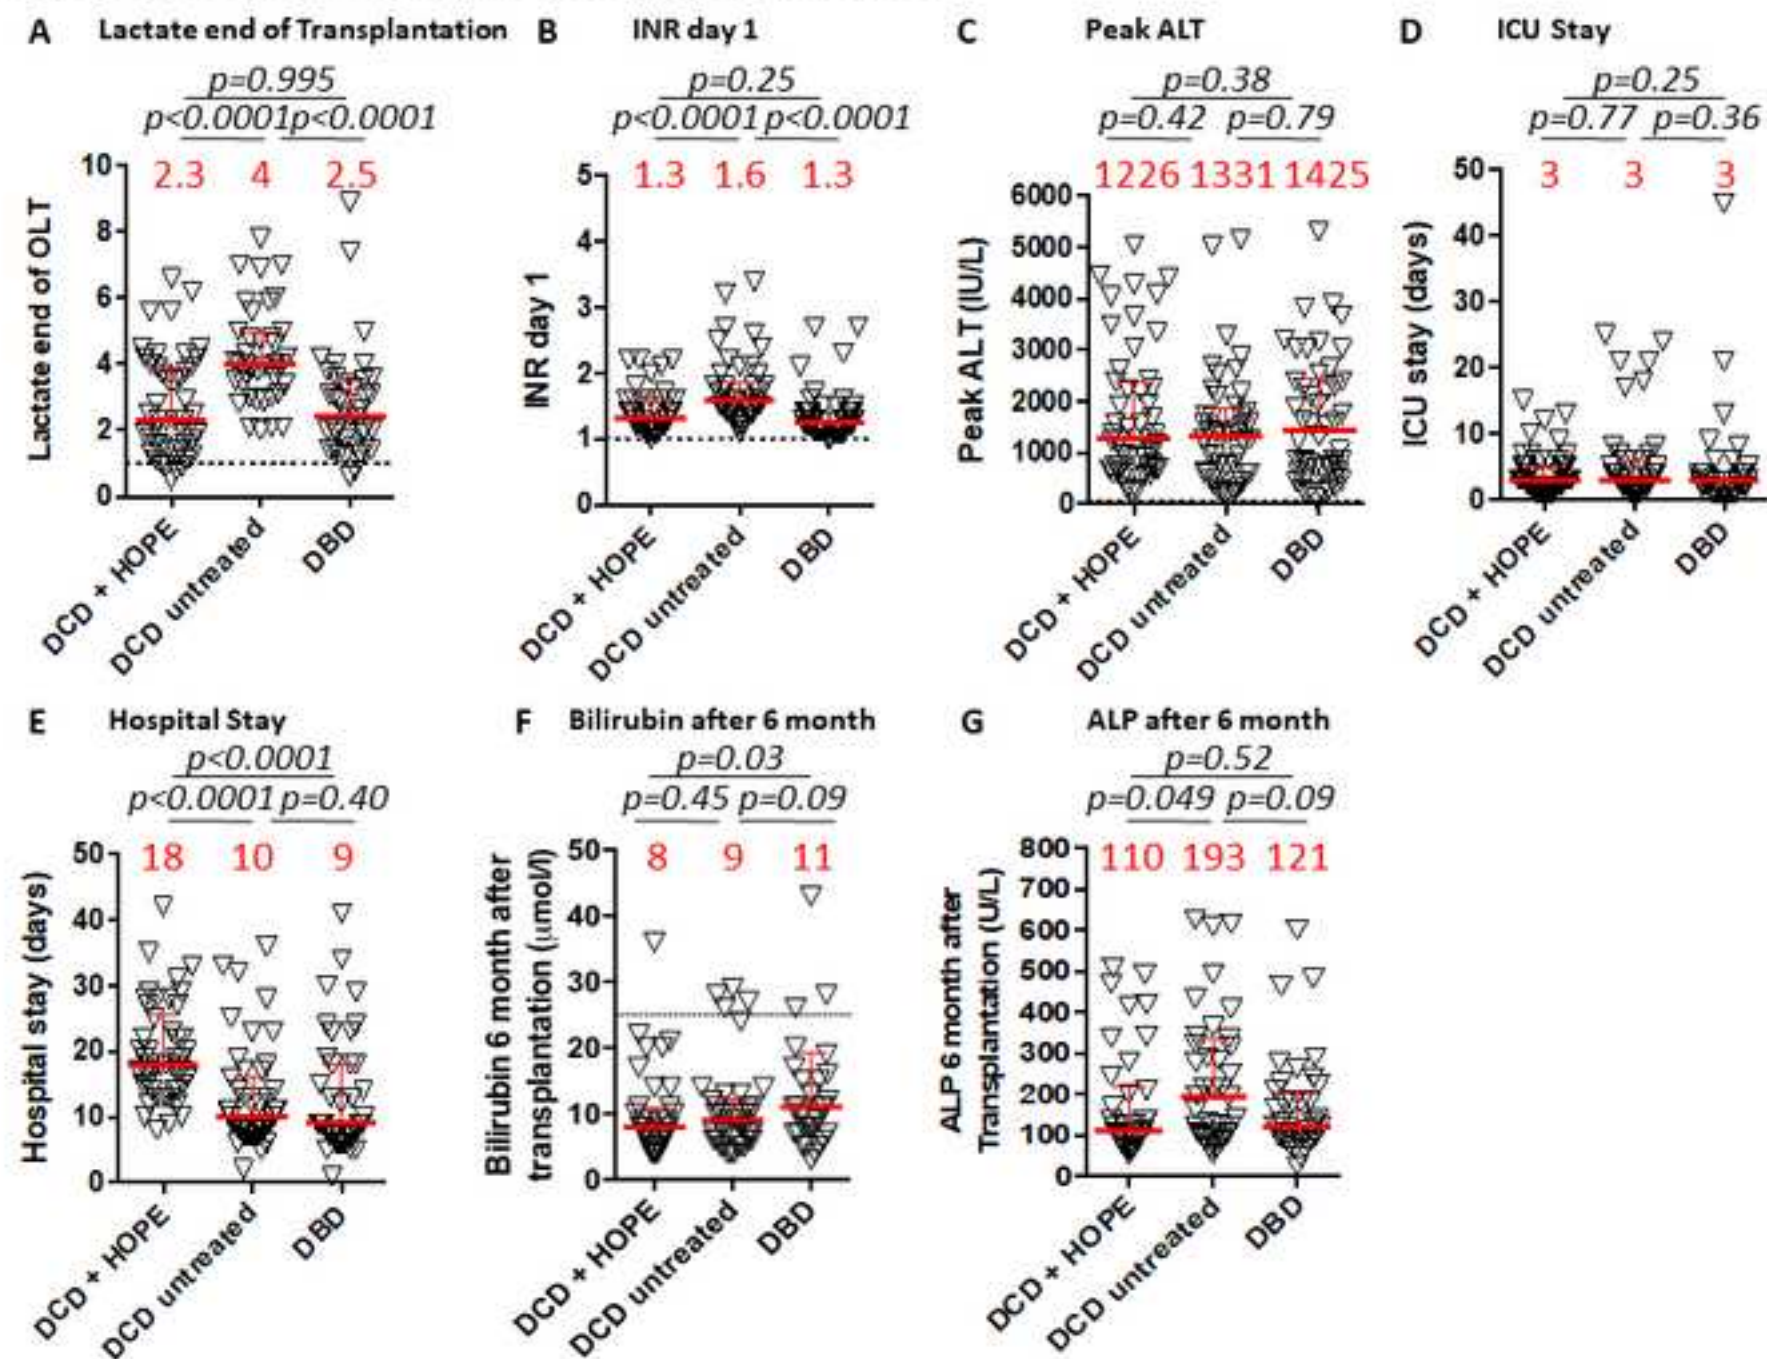 A Lactate end of Transplantation
p=0.995
p<0.0001 p<0.0001
2.3 4 2.5
Lactate end of OLT
10
8
6
4
2
0
DCD + HOPE
DCD untreated
DBD
B INR day 1
p=0.25
p<0.0001 p<0.0001
1.3 1.6 1.3
INR day 1
5
4
3
2
1
0
DCD + HOPE
DCD untreated
DBD
C Peak ALT
p=0.38
p=0.42 p=0.79
1226 1331 1425
Peak ALT (IU/L)
6000
5000
4000
3000
2000
1000
0
DCD + HOPE
DCD untreated
DBD
D ICU Stay
p=0.25
p=0.77 p=0.36
3 3 3
ICU stay (days)
50
40
30
20
10
0
DCD + HOPE
DCD untreated
DBD
E Hospital Stay
p<0.0001
p<0.0001 p=0.40
18 10 9
Hospital stay (days)
50
40
30
20
10
0
DCD + HOPE
DCD untreated
DBD
F Bilirubin after 6 month
p=0.03
p=0.45 p=0.09
8 9 11
Bilirubin 6 month after
transplantation (µmol/l)
50
40
30
20
10
0
DCD + HOPE
DCD untreated
DBD
G ALP after 6 month
p=0.52
p=0.049 p=0.09
110 193 121
ALP 6 month after
Transplantation (U/L)
800
700
600
500
400
300
200
100
0
DCD + HOPE
DCD untreated
DBD